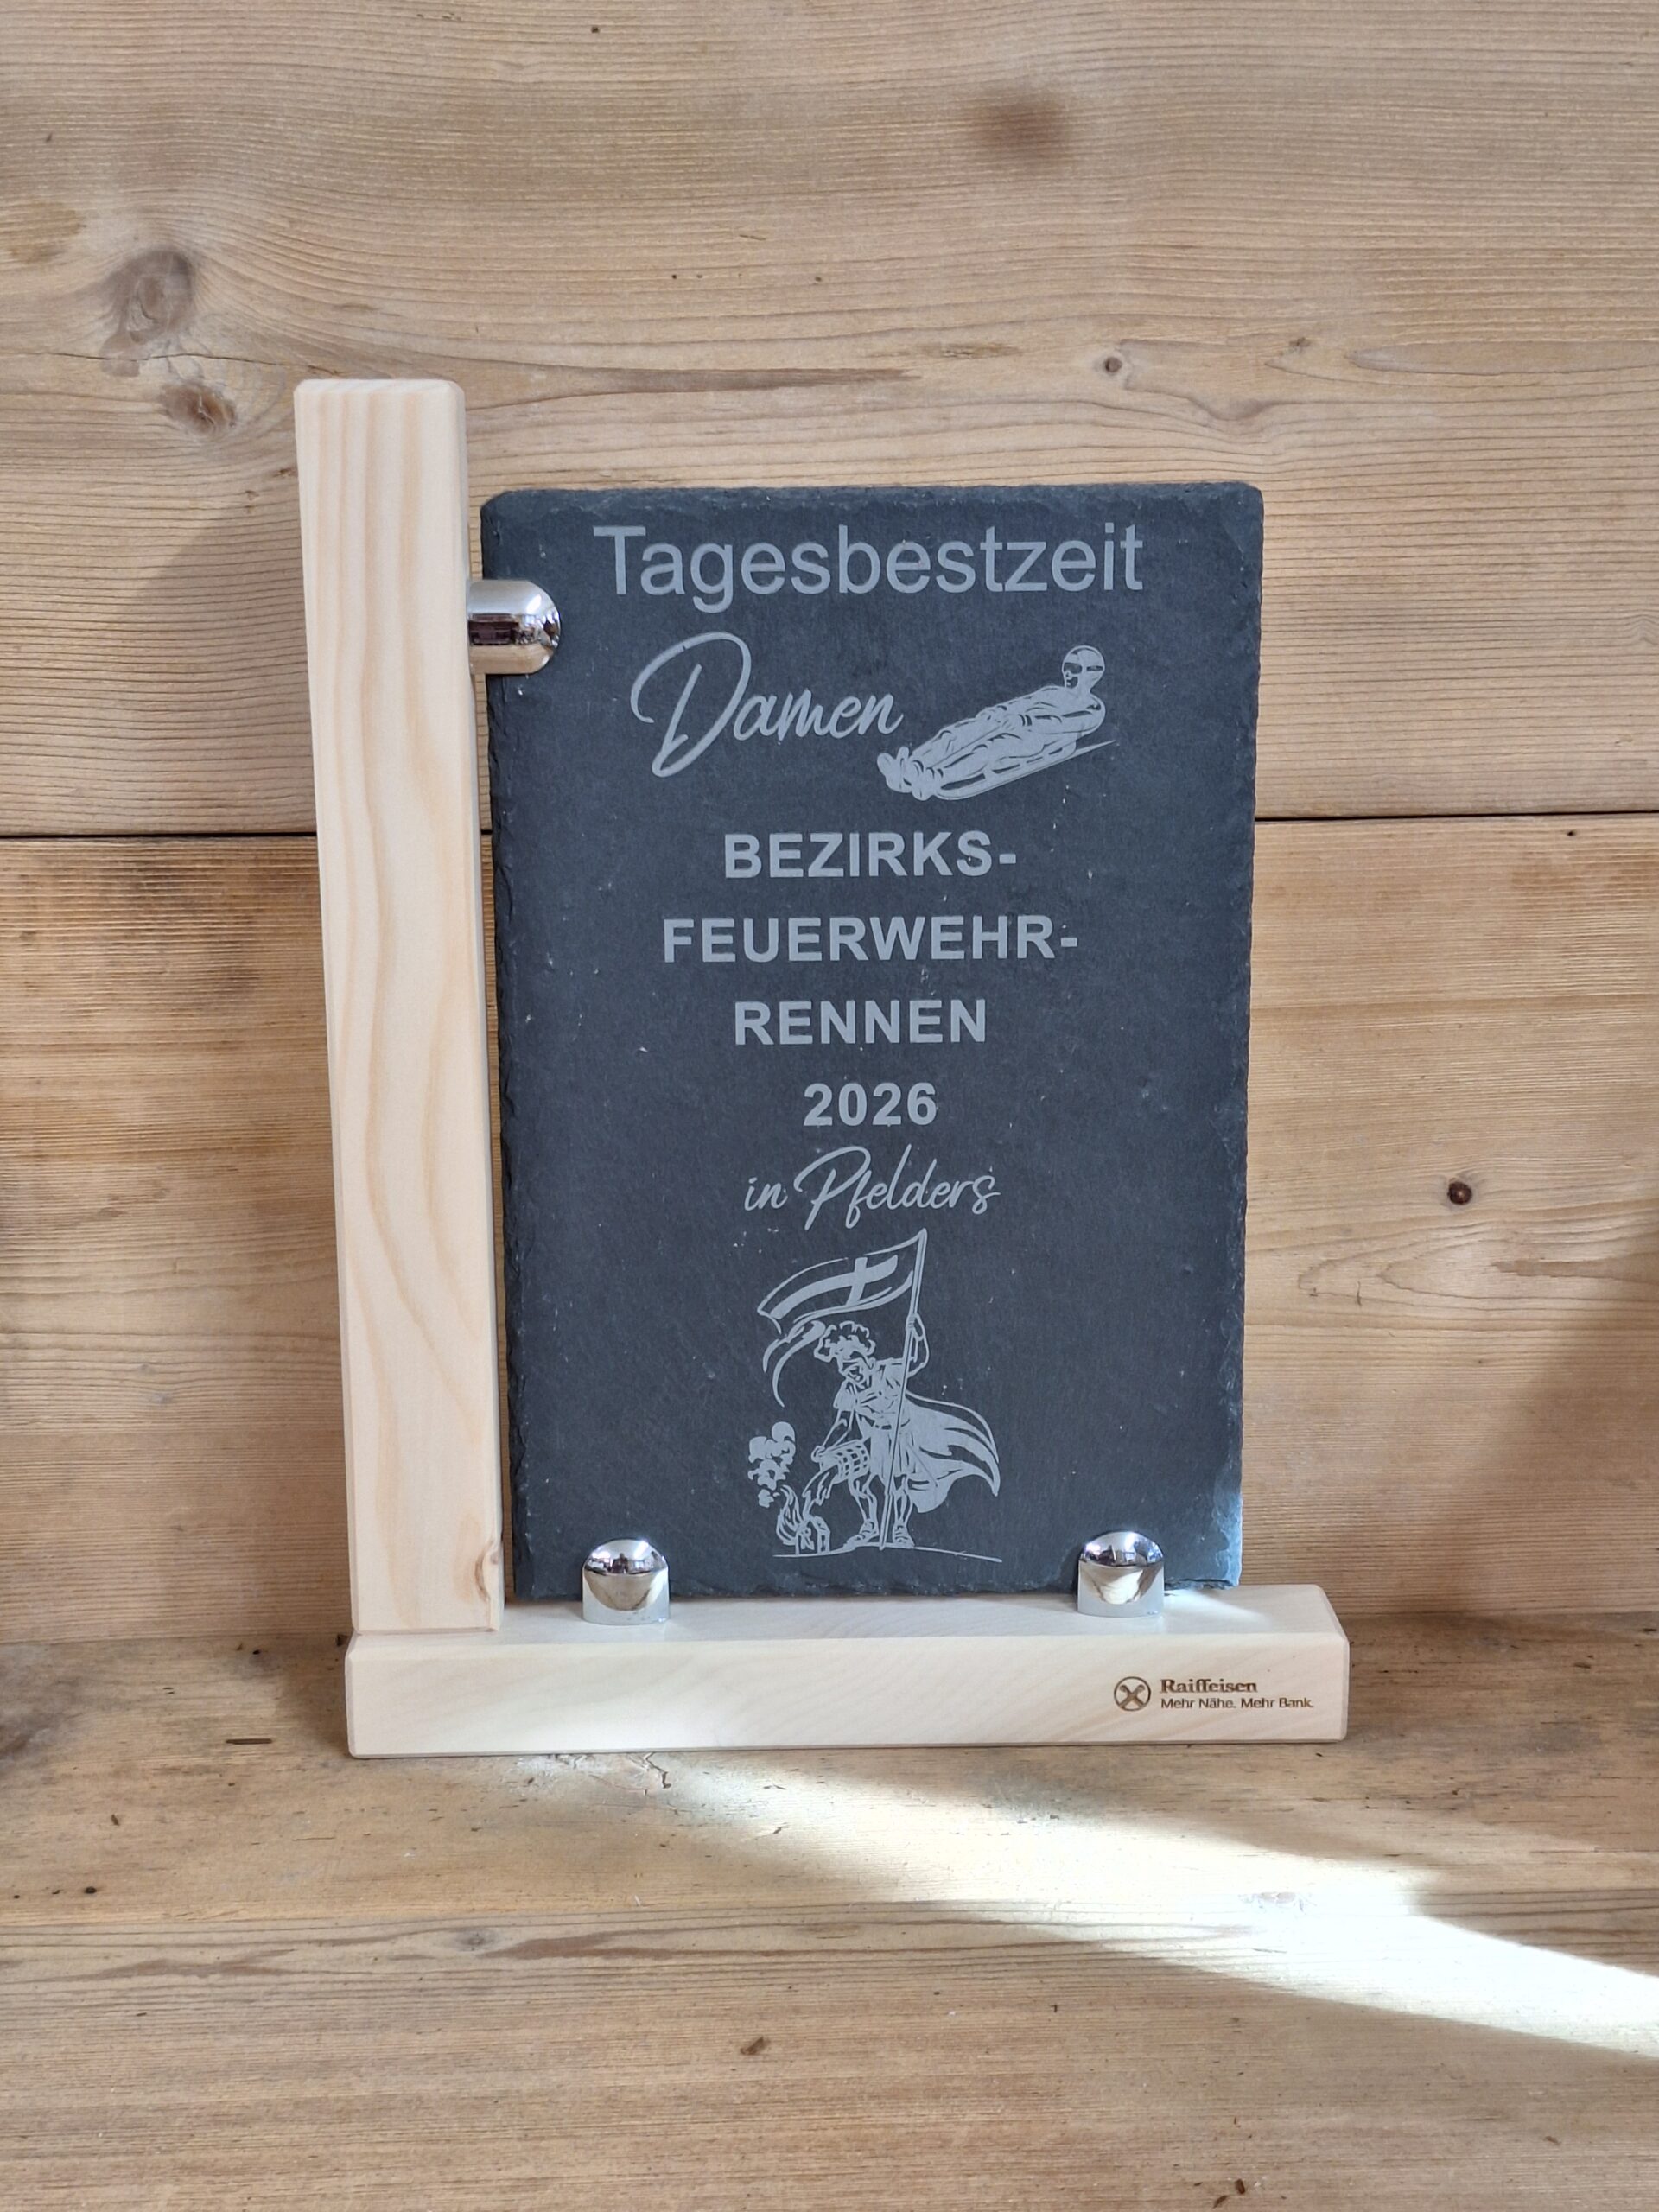 Tagesbestzeit
Damen
BEZIRKS-
FEUERWEHR-
RENNEN
2026
in Pfelders
Raiffeisen
Mehr Nähe. Mehr Bank.